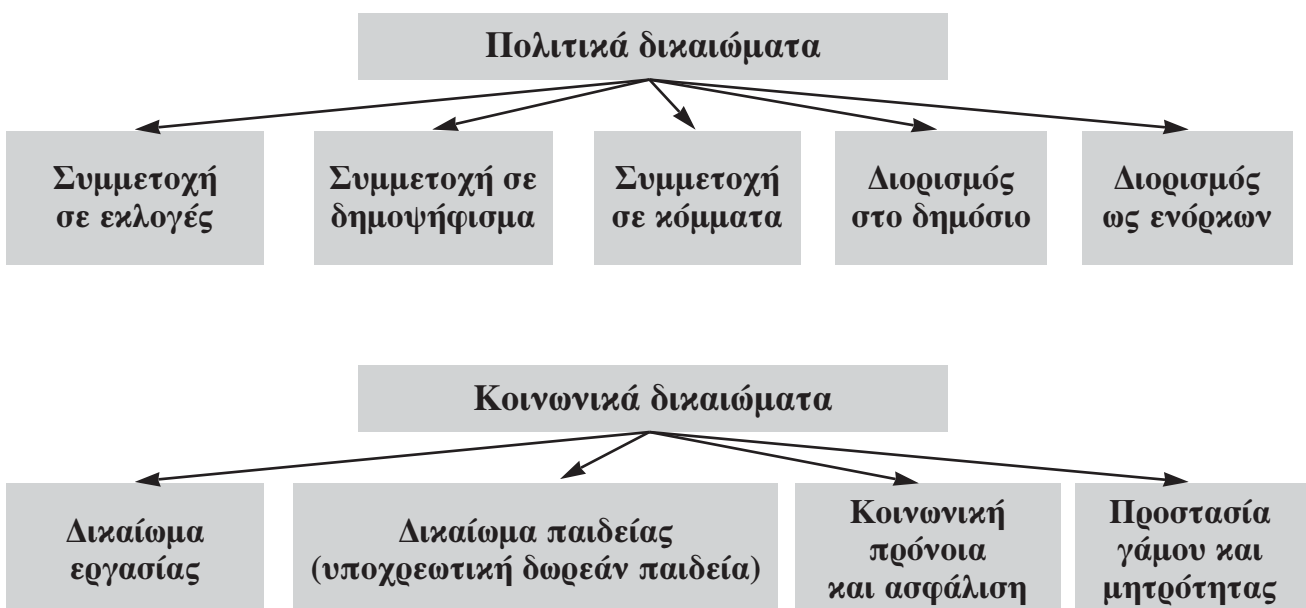 Πολιτικά δικαιώματα
Συμμετοχή
σε εκλογές
Συμμετοχή σε
δημοψήφισμα
Συμμετοχή
σε κόμματα
Διορισμός
στο δημόσιο
Διορισμός
ως ενόρκων
Κοινωνικά δικαιώματα
Δικαίωμα
εργασίας
Δικαίωμα παιδείας
(υποχρεωτική δωρεάν παιδεία)
Κοινωνική
πρόνοια
και ασφάλιση
Προστασία
γάμου και
μητρότητας